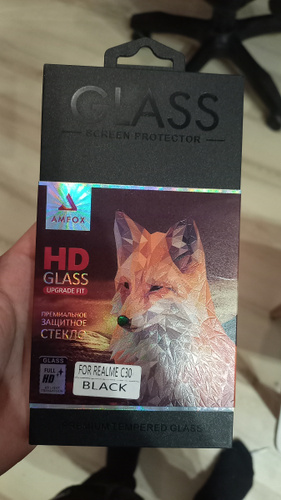 GLASS
SCREEN PROTECTOR
AMFOX
HD
GLASS
UPGRADE FIT
ПРЕМИАЛЬНОЕ
ЗАЩИТНОЕ
СТЕКЛО
GLASS
FULL
HD
FOR REALME C30
BLACK
TEMPERED GLASS